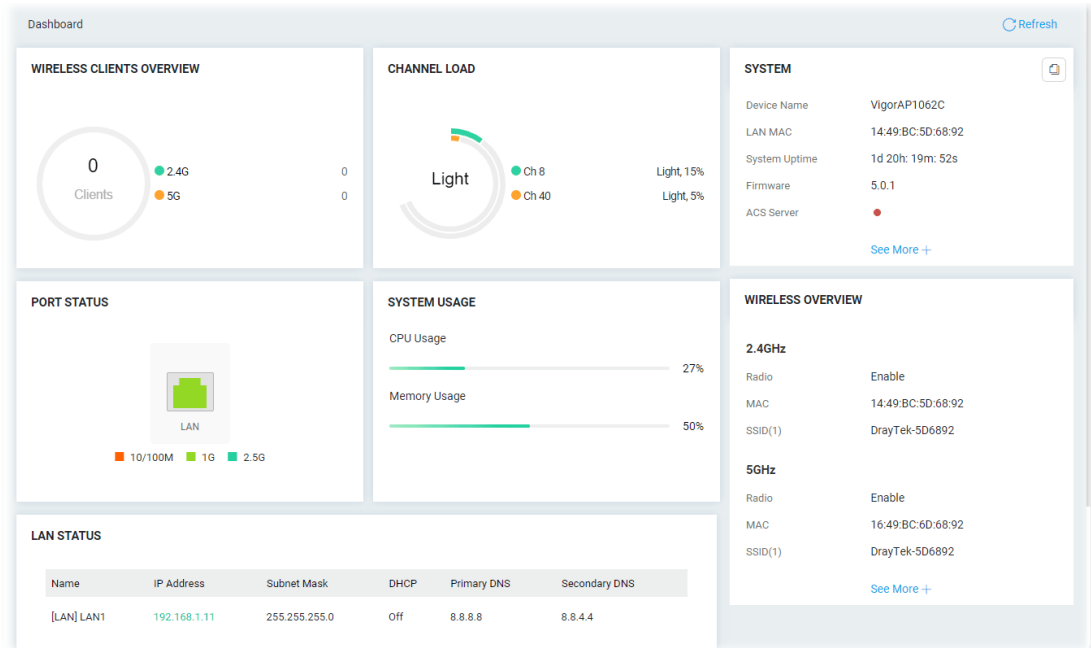 Dashboard
Refresh
WIRELESS CLIENTS OVERVIEW
0
Clients
2.4G 0
5G 0
CHANNEL LOAD
Light
Ch 8 Light, 15%
Ch 40 Light, 5%
SYSTEM
Device Name VigorAP1062C
LAN MAC 14:49:BC:5D:68:92
System Uptime 1d 20h: 19m: 52s
Firmware 5.0.1
ACS Server
See More
PORT STATUS
LAN
10/100M 1G 2.5G
SYSTEM USAGE
CPU Usage
27%
Memory Usage
50%
WIRELESS OVERVIEW
2.4GHz
Radio Enable
MAC 14:49:BC:5D:68:92
SSID(1) DrayTek-5D6892
5GHz
Radio Enable
MAC 16:49:BC:6D:68:92
SSID(1) DrayTek-5D6892
See More
LAN STATUS
Name IP Address Subnet Mask DHCP Primary DNS Secondary DNS
[LAN] LAN1 192.168.1.11 255.255.255.0 Off 8.8.8.8 8.8.4.4